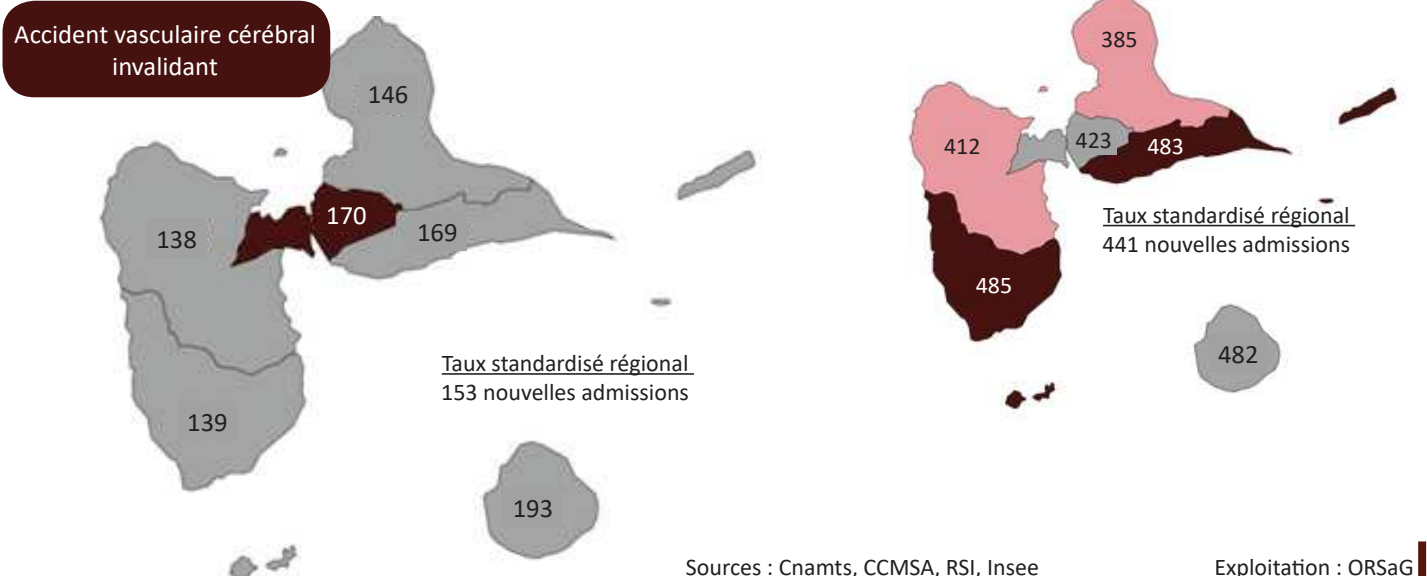 Accident vasculaire cérébral
invalidant
146
138
170
169
139
Taux standardisé régional
153 nouvelles admissions
193
385
412
423
483
Taux standardisé régional
441 nouvelles admissions
485
482
Sources : Cnamts, CCMSA, RSI, Insee
Exploitation : ORSaG